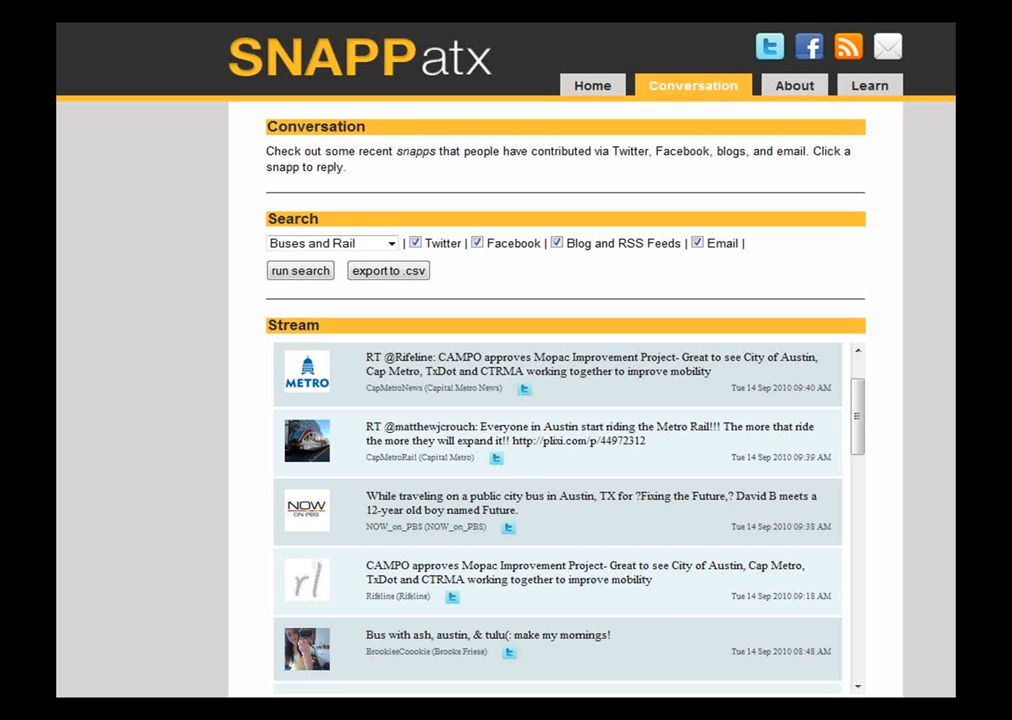 SNAPPatx
Home
Conversation
About
Learn
Conversation
Check out some recent snapps that people have contributed via Twitter, Facebook, blogs, and email. Click a
snapp to reply.
Search
Buses and Rail | Twitter | Facebook | Blog and RSS Feeds | Email |
run search
export to .csv
Stream
METRO
RT @Rifeline: CAMPO approves Mopac Improvement Project- Great to see City of Austin,
Cap Metro, TxDot and CTRMA working together to improve mobility
CapMetroNews (Capital Metro News)
Tue 14 Sep 2010 09:40 AM
RT @matthewjcrouch: Everyone in Austin start riding the Metro Rail!!! The more that ride
the more they will expand it!! http://plixi.com/p/44972312
CapMetroRail (Capital Metro)
Tue 14 Sep 2010 09:39 AM
NOW
ON PBS
While traveling on a public city bus in Austin, TX for ?Fixing the Future,? David B meets a
12-year old boy named Future.
NOW_on_PBS (NOW_on_PBS)
Tue 14 Sep 2010 09:38 AM
rl
CAMPO approves Mopac Improvement Project- Great to see City of Austin, Cap Metro,
TxDot and CTRMA working together to improve mobility
Rifeline (Rifeline)
Tue 14 Sep 2010 09:18 AM
Bus with ash, austin, & tulu(: make my mornings!
BrookieeCoookie (Brooke Friese)
Tue 14 Sep 2010 08:48 AM